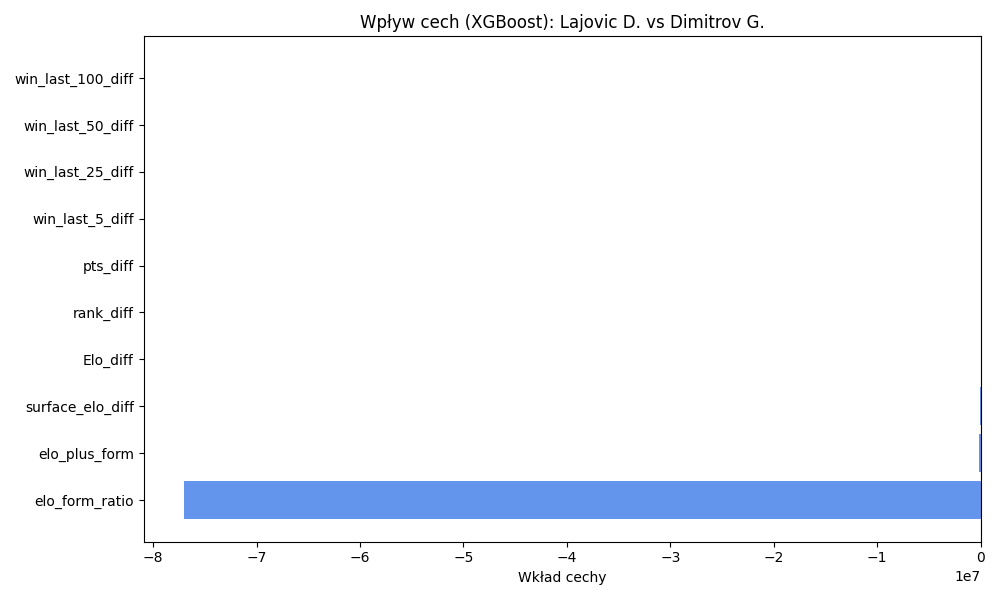 Wpływ cech (XGBoost): Lajovic D. vs Dimitrov G.
win_last_100_diff
win_last_50_diff
win_last_25_diff
win_last_5_diff
pts_diff
rank_diff
Elo_diff
surface_elo_diff
elo_plus_form
elo_form_ratio
−8 −7 −6 −5 −4 −3 −2 −1 0
1e7
Wkład cechy